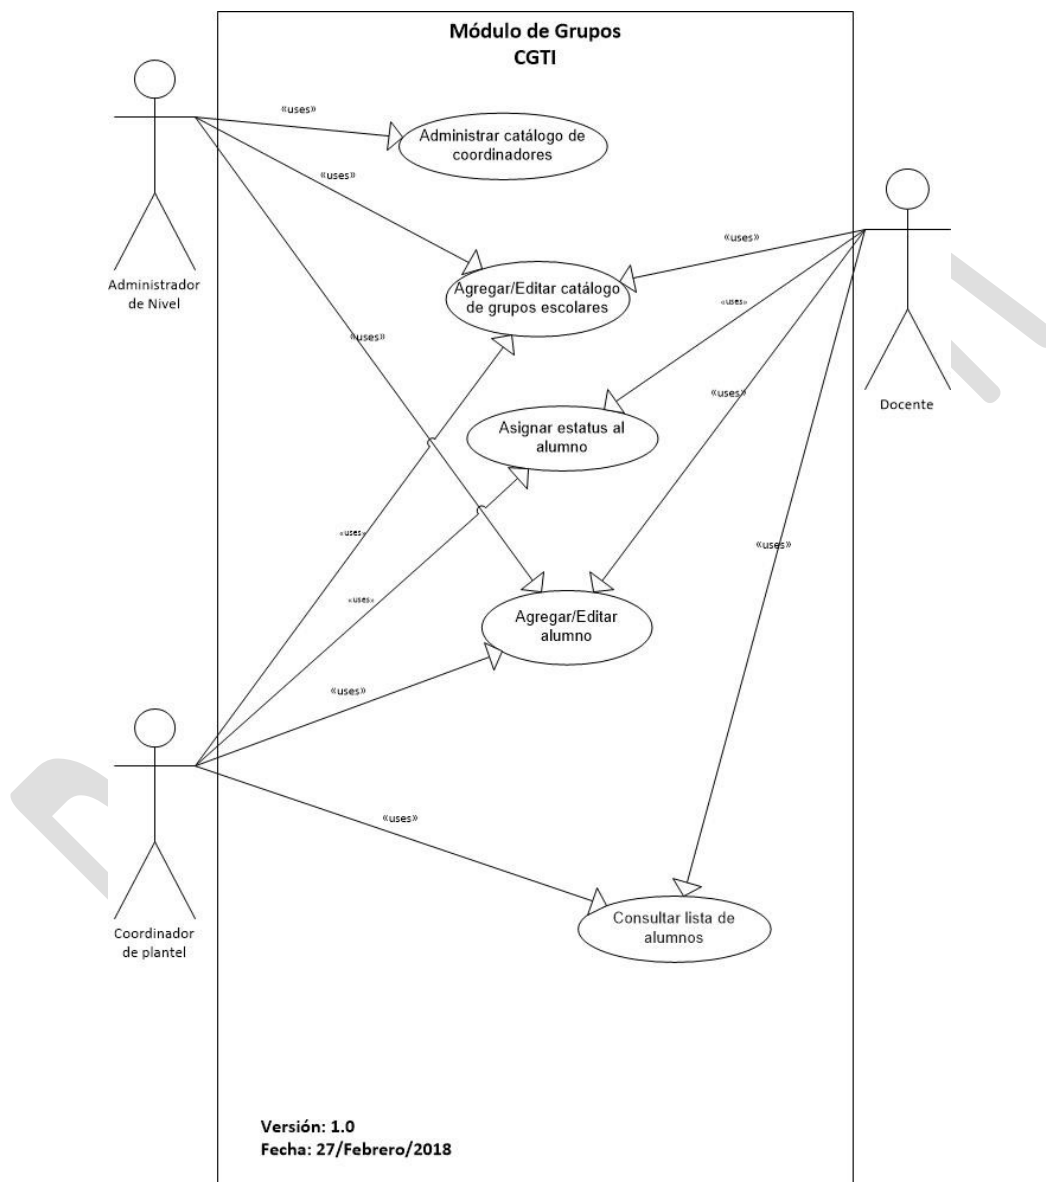 Módulo de Grupos
CGTI
«uses»
Administrar catálogo de
coordinadores
«uses»
«uses»
Administrador
de Nivel
Agregar/Editar catálogo
de grupos escolares
«uses»
«uses»
«uses»
Docente
Asignar estatus al
alumno
«uses»
«uses»
«uses»
Agregar/Editar
alumno
«uses»
«uses»
Consultar lista de
alumnos
Coordinador
de plantel
Versión: 1.0
Fecha: 27/Febrero/2018